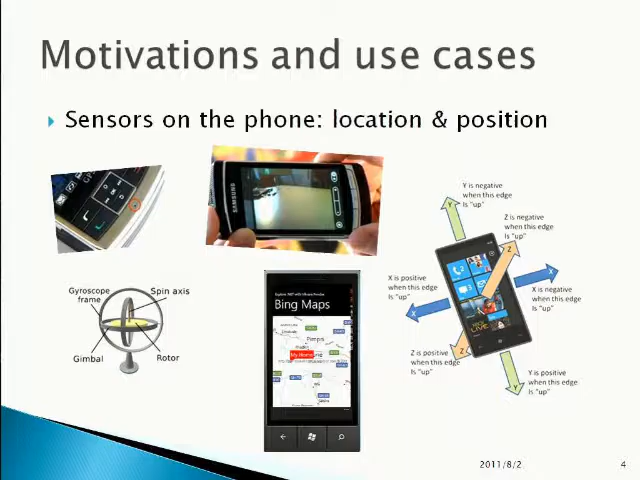 Motivations and use cases
Sensors on the phone: location & position
SAMSUNG
Y is negative
when this edge
Is "up"
Y
Z is negative
when this edge
Is "up"
Z
X is positive
when this edge
Is "up"
X
X
X is negative
when this edge
Is "up"
Z is positive
when this edge
Is "up"
Z
Y
Y is positive
when this edge
Is "up"
Gyroscope
frame
Spin axis
Gimbal
Rotor
Bing Maps
My Home
2011/8/2
4